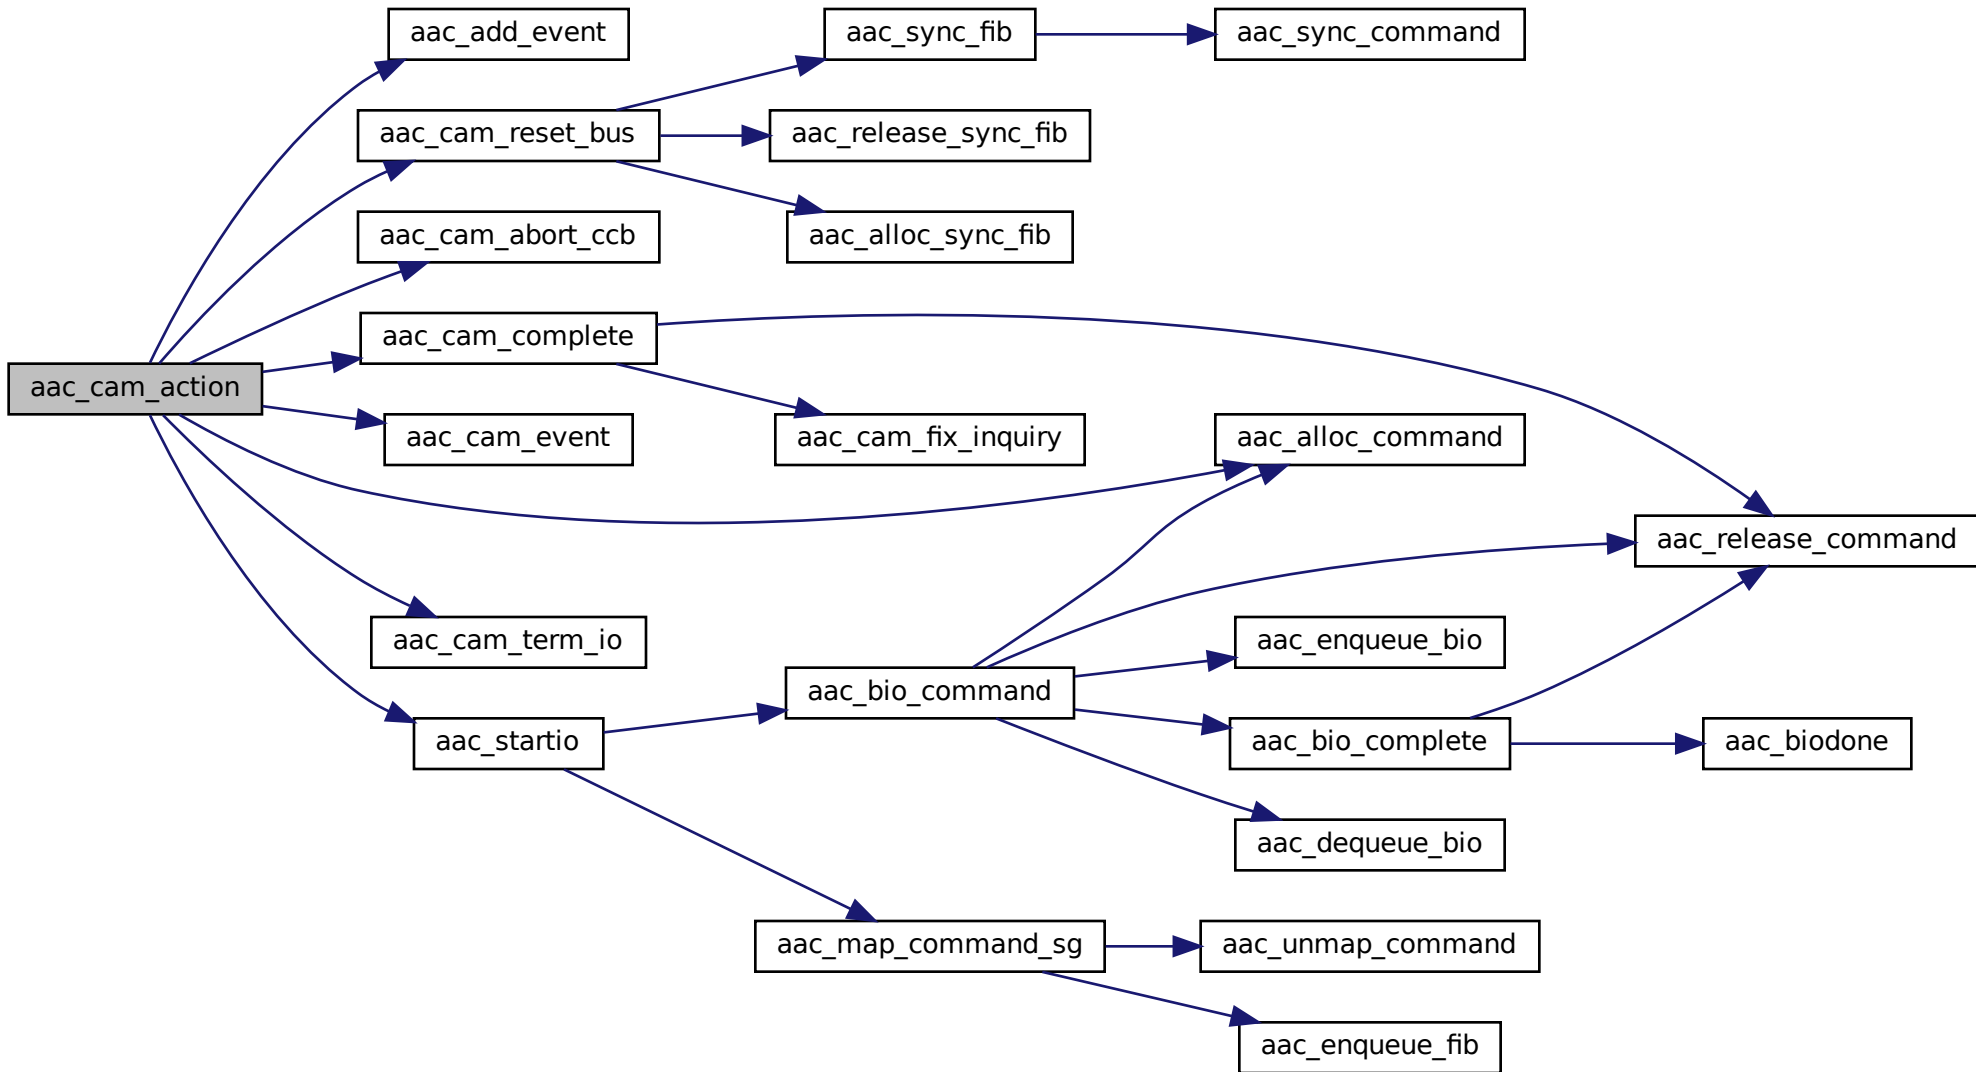 aac_add_event
aac_sync_fib
aac_sync_command
aac_cam_reset_bus
aac_release_sync_fib
aac_cam_abort_ccb
aac_alloc_sync_fib
aac_cam_complete
aac_cam_action
aac_cam_event
aac_cam_fix_inquiry
aac_alloc_command
aac_release_command
aac_cam_term_io
aac_enqueue_bio
aac_bio_command
aac_startio
aac_bio_complete
aac_biodone
aac_dequeue_bio
aac_map_command_sg
aac_unmap_command
aac_enqueue_fib